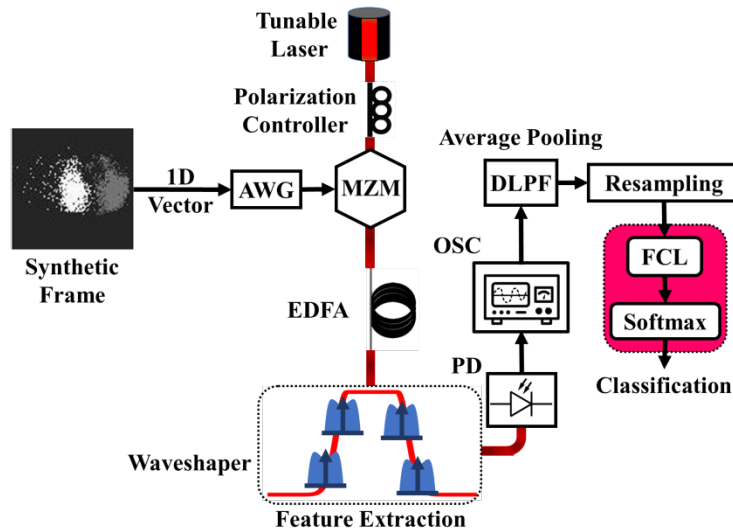 Tunable
Laser
Polarization
Controller
1D
Vector
AWG
MZM
Synthetic
Frame
EDFA
Waveshaper
Feature Extraction
PD
OSC
Average Pooling
DLPF
Resampling
FCL
Softmax
Classification